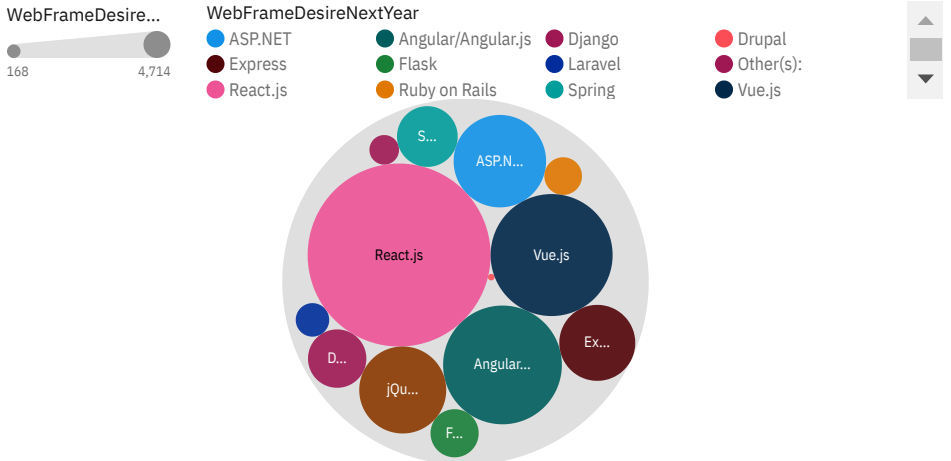 WebFrameDesire...
168 4,714
WebFrameDesireNextYear
ASP.NET Angular/Angular.js Django Drupal
Express Flask Laravel Other(s):
React.js Ruby on Rails Spring Vue.js
S...
ASP.N...
React.js
Vue.js
Ex...
D...
Angular...
jQu...
F...